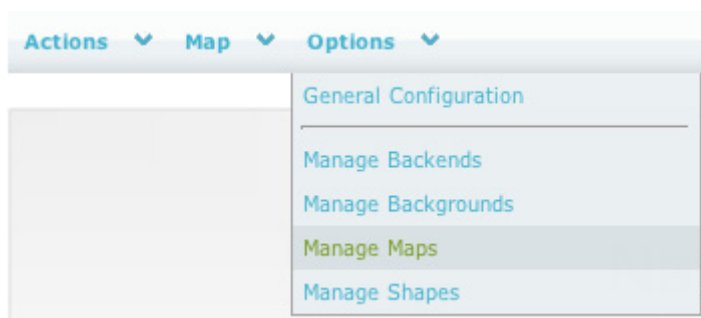 Actions Map Options
General Configuration
Manage Backends
Manage Backgrounds
Manage Maps
Manage Shapes